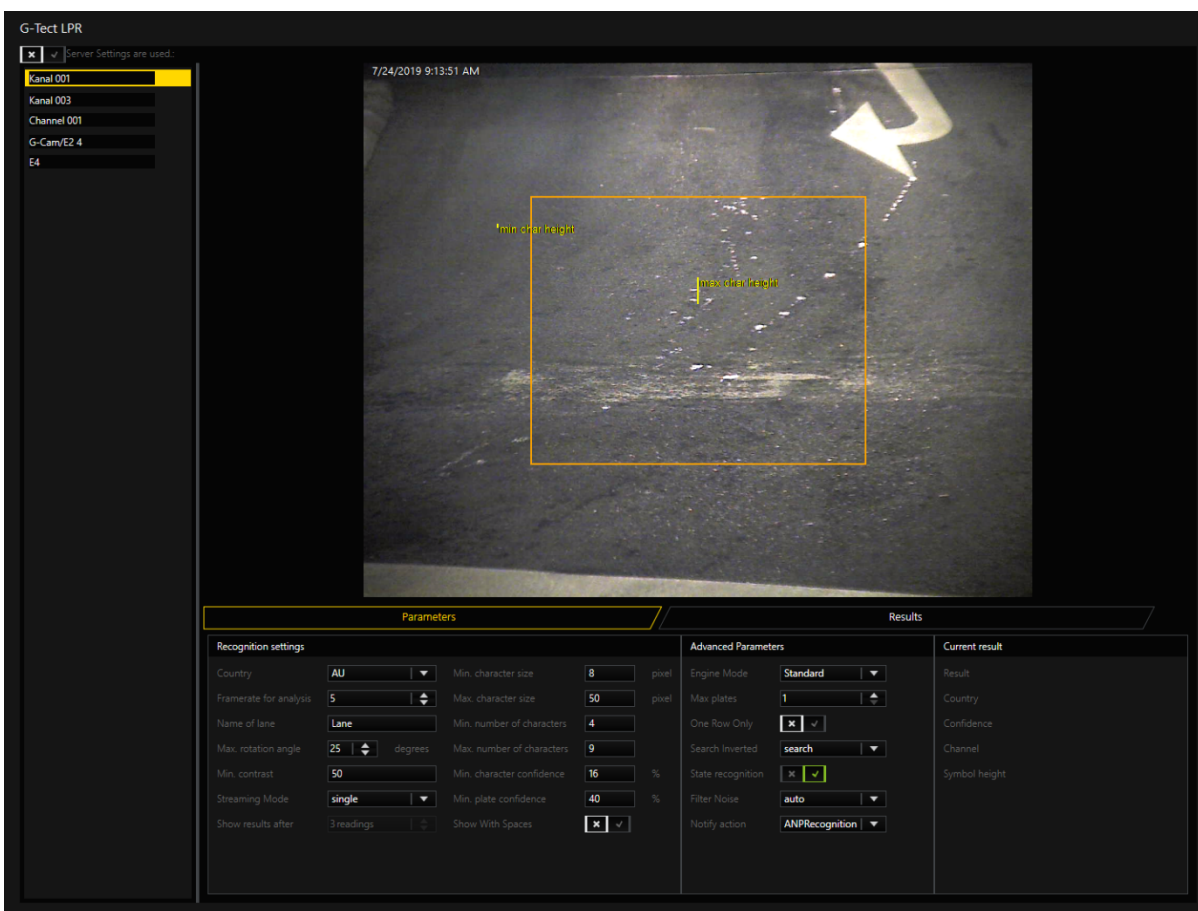 G-Tect LPR
Server Settings are used.:
Kanal 001
Kanal 003
Channel 001
G-Cam/E2 4
E4
7/24/2019 9:13:51 AM
min char height
max char height
Parameters
Results
Recognition settings
Country AU
Framerate for analysis 5
Name of lane Lane
Max. rotation angle 25 degrees
Min. contrast 50
Streaming Mode single
Show results after 3 readings
Min. character size 8 pixel
Max. character size 50 pixel
Min. number of characters 4
Max. number of characters 9
Min. character confidence 16 %
Min. plate confidence 40 %
Show With Spaces
Advanced Parameters
Engine Mode Standard
Max plates 1
One Row Only
Search Inverted search
State recognition
Filter Noise auto
Notify action ANPRecognition
Current result
Result
Country
Confidence
Channel
Symbol height